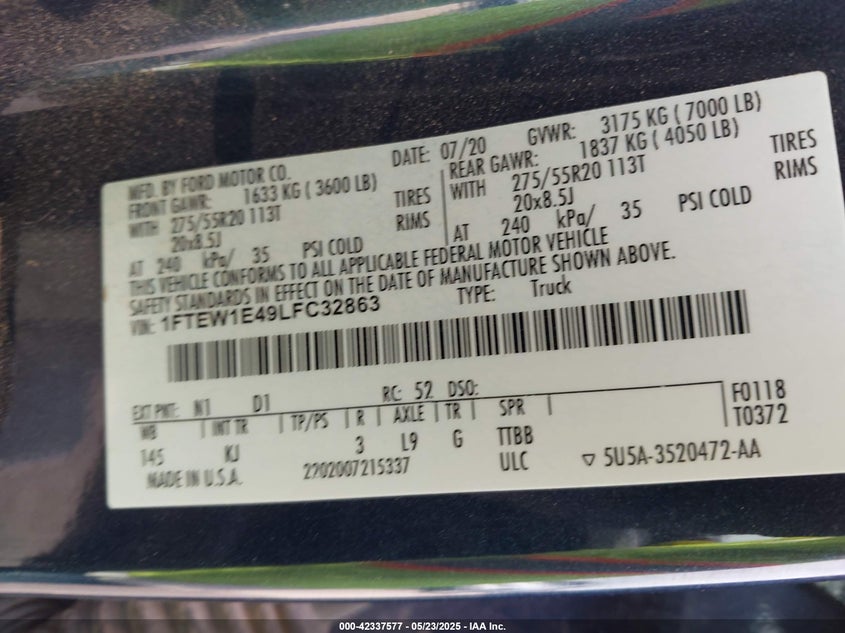 MFD. BY FORD MOTOR CO. DATE: 07/20 GVWR: 3175 KG ( 7000 LB)
FRONT GAWR: 1633 KG ( 3600 LB) REAR GAWR: 1837 KG ( 4050 LB)
WITH 275/55R20 113T TIRES WITH 275/55R20 113T TIRES
20x8.5J RIMS 20x8.5J RIMS
AT 240 kPa/ 35 PSI COLD AT 240 kPa/ 35 PSI COLD
THIS VEHICLE CONFORMS TO ALL APPLICABLE FEDERAL MOTOR VEHICLE
SAFETY STANDARDS IN EFFECT ON THE DATE OF MANUFACTURE SHOWN ABOVE.
VIN: 1FTEW1E49LFC32863 TYPE: Truck
EXT PNT: N1 D1 RC: 52 DSO: F0118
WB INT TR TP/PS R AXLE TR SPR T0372
145 KJ 3 L9 G TTBB
MADE IN U.S.A. 2202007215337 ULC ▽ 5U5A-3520472-AA
000-42337577 - 05/23/2025 - IAA Inc.